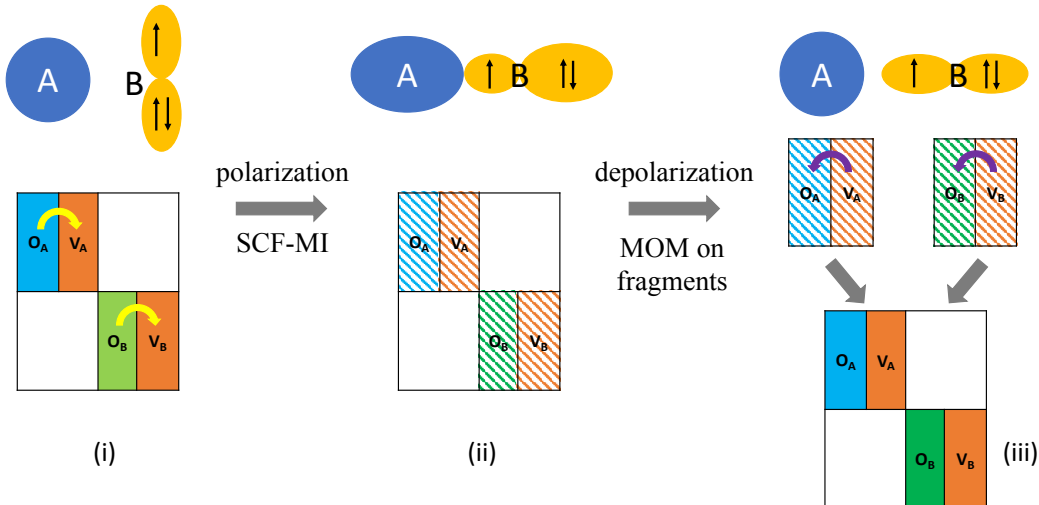 A
B
A
B
A
B
polarization
SCF-MI
depolarization
MOM on
fragments
O_A V_A
O_B V_B
O_A V_A
O_B V_B
O_A V_A
O_B V_B
O_A V_A
O_B V_B
(i)
(ii)
(iii)